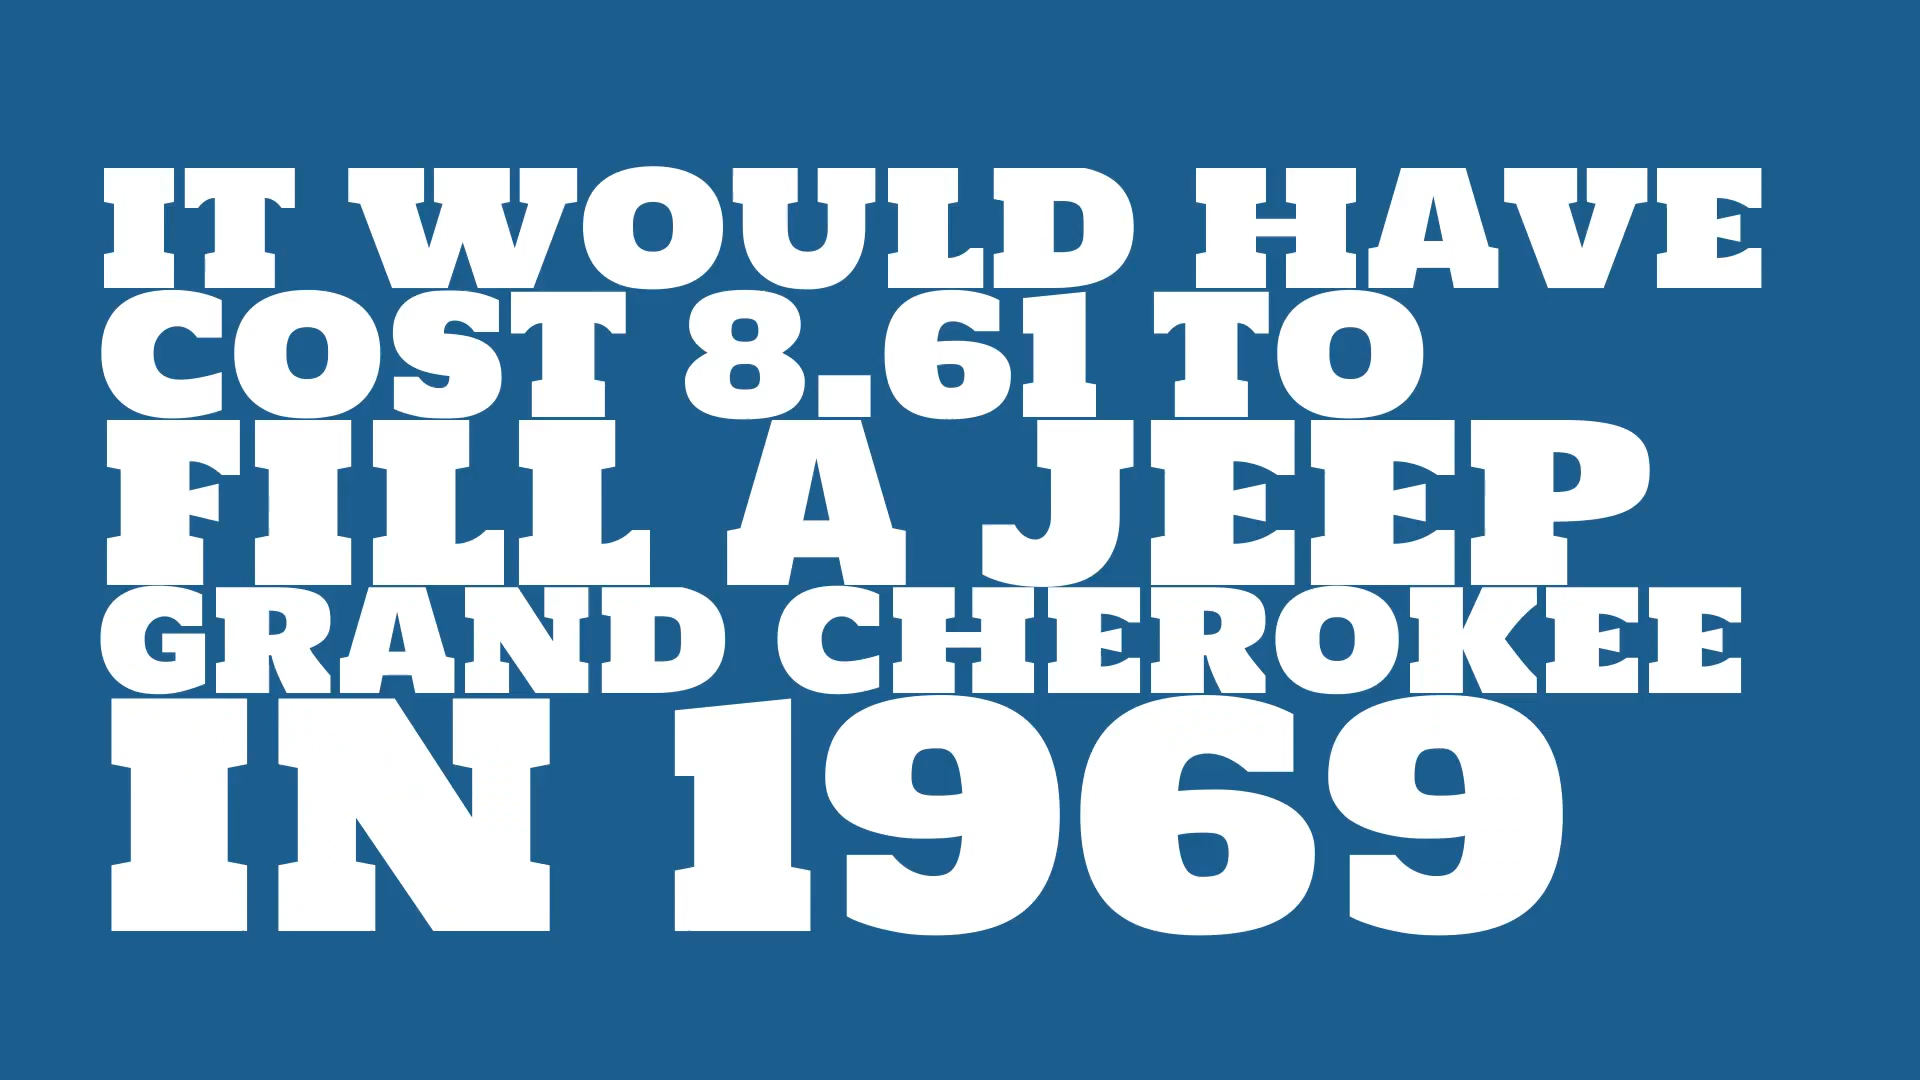 IT WOULD HAVE
COST 8.61 TO
FILL A JEEP
GRAND CHEROKEE
IN 1969